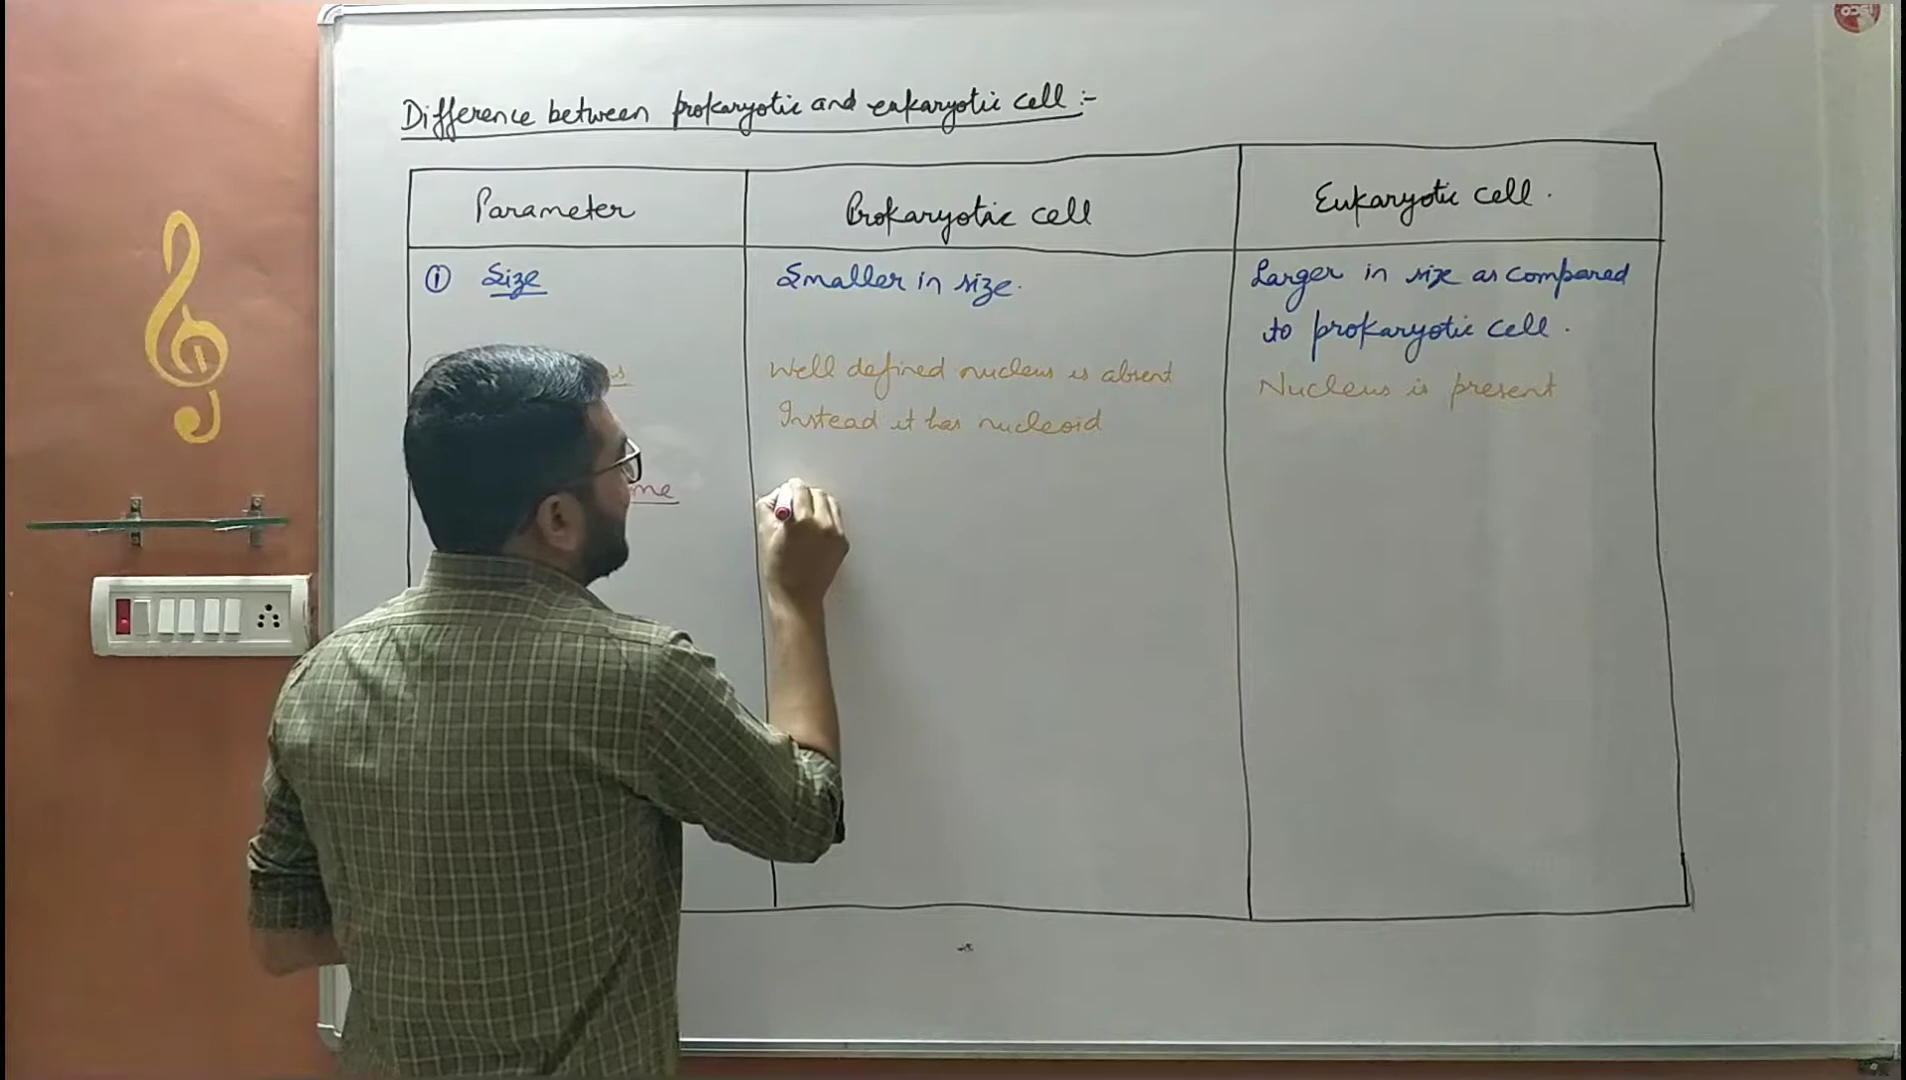 Difference between prokaryotic and eukaryotic cell :-
Parameter
Prokaryotic cell
Eukaryotic cell .
① Size
Smaller in size.
Larger in size as compared
to prokaryotic cell .
Well defined nucleus is absent
Instead it has nucleoid
Nucleus is present